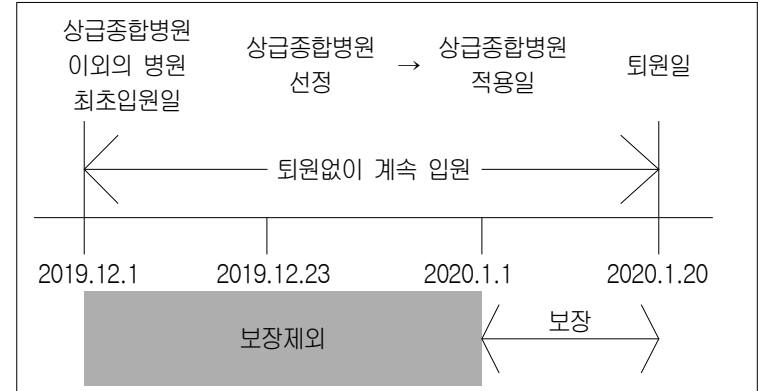 상급종합병원
이외의 병원
최초입원일
상급종합병원
선정
→
상급종합병원
적용일
퇴원일
퇴원없이 계속 입원
2019.12.1
2019.12.23
2020.1.1
2020.1.20
보장제외
보장